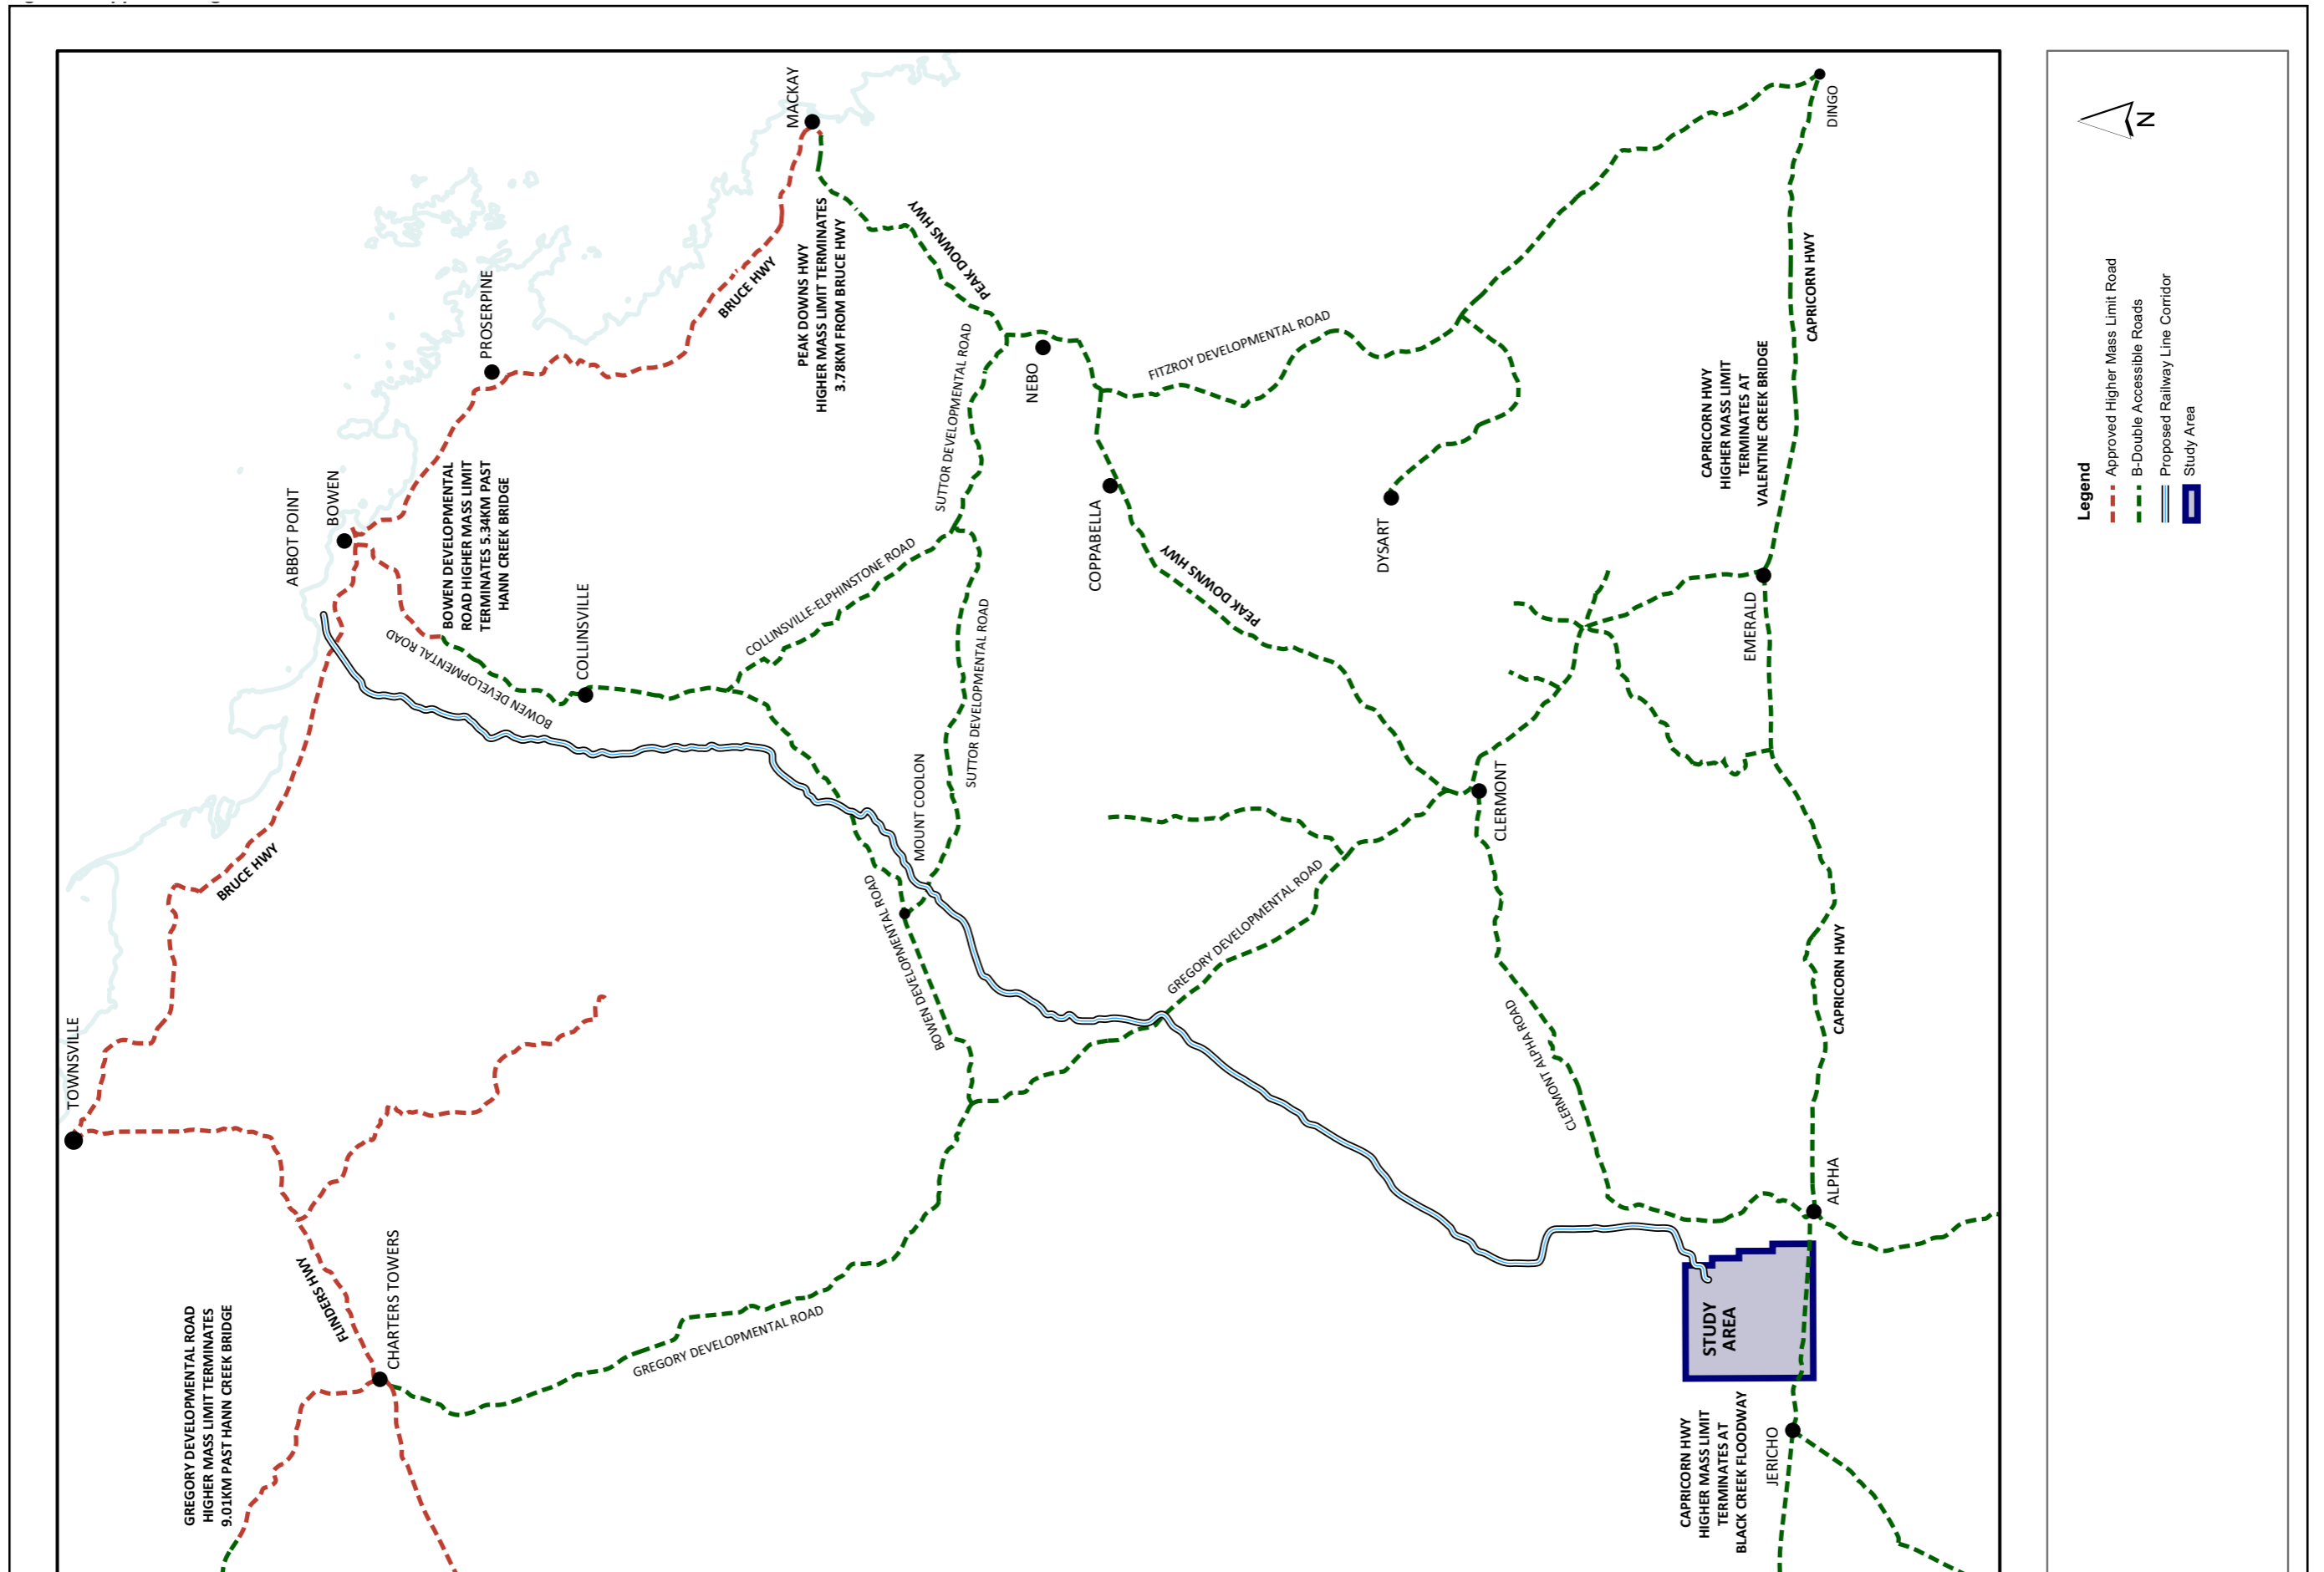 TOWNSVILLE
BRUCE HWY
ABBOT POINT
BOWEN
PROSERPINE
BRUCE HWY
MACKAY
PEAK DOWNS HWY
HIGHER MASS LIMIT TERMINATES
3.78KM FROM BRUCE HWY
BOWEN DEVELOPMENTAL
ROAD HIGHER MASS LIMIT
TERMINATES 5.34KM PAST
HANN CREEK BRIDGE
BOWEN DEVELOPMENTAL ROAD
COLLINSVILLE
COLLINSVILLE-ELPHINSTONE ROAD
SUTTOR DEVELOPMENTAL ROAD
PEAK DOWNS HWY
NEBO
FITZROY DEVELOPMENTAL ROAD
COPPABELLA
PEAK DOWNS HWY
DYSART
SUTTOR DEVELOPMENTAL ROAD
MOUNT COOLON
BOWEN DEVELOPMENTAL ROAD
GREGORY DEVELOPMENTAL ROAD
CLERMONT
CLERMONT ALPHA ROAD
EMERALD
CAPRICORN HWY
HIGHER MASS LIMIT
TERMINATES AT
VALENTINE CREEK BRIDGE
CAPRICORN HWY
DINGO
CAPRICORN HWY
ALPHA
STUDY
AREA
JERICHO
CAPRICORN HWY
HIGHER MASS LIMIT
TERMINATES AT
BLACK CREEK FLOODWAY
FLINDERS HWY
CHARTERS TOWERS
GREGORY DEVELOPMENTAL ROAD
GREGORY DEVELOPMENTAL ROAD
HIGHER MASS LIMIT TERMINATES
9.01KM PAST HANN CREEK BRIDGE
N
Legend
Approved Higher Mass Limit Road
B-Double Accessible Roads
Proposed Railway Line Corridor
Study Area